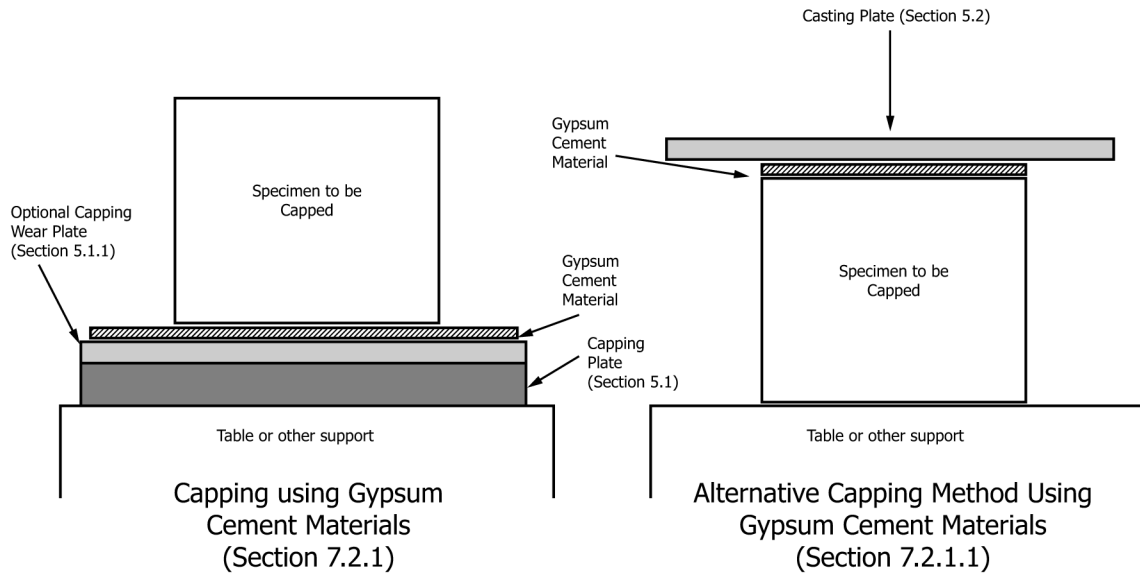 Casting Plate (Section 5.2)
Gypsum
Cement
Material
Specimen to be
Capped
Optional Capping
Wear Plate
(Section 5.1.1)
Gypsum
Cement
Material
Capping
Plate
(Section 5.1)
Specimen to be
Capped
Table or other support
Table or other support
Capping using Gypsum
Cement Materials
(Section 7.2.1)
Alternative Capping Method Using
Gypsum Cement Materials
(Section 7.2.1.1)